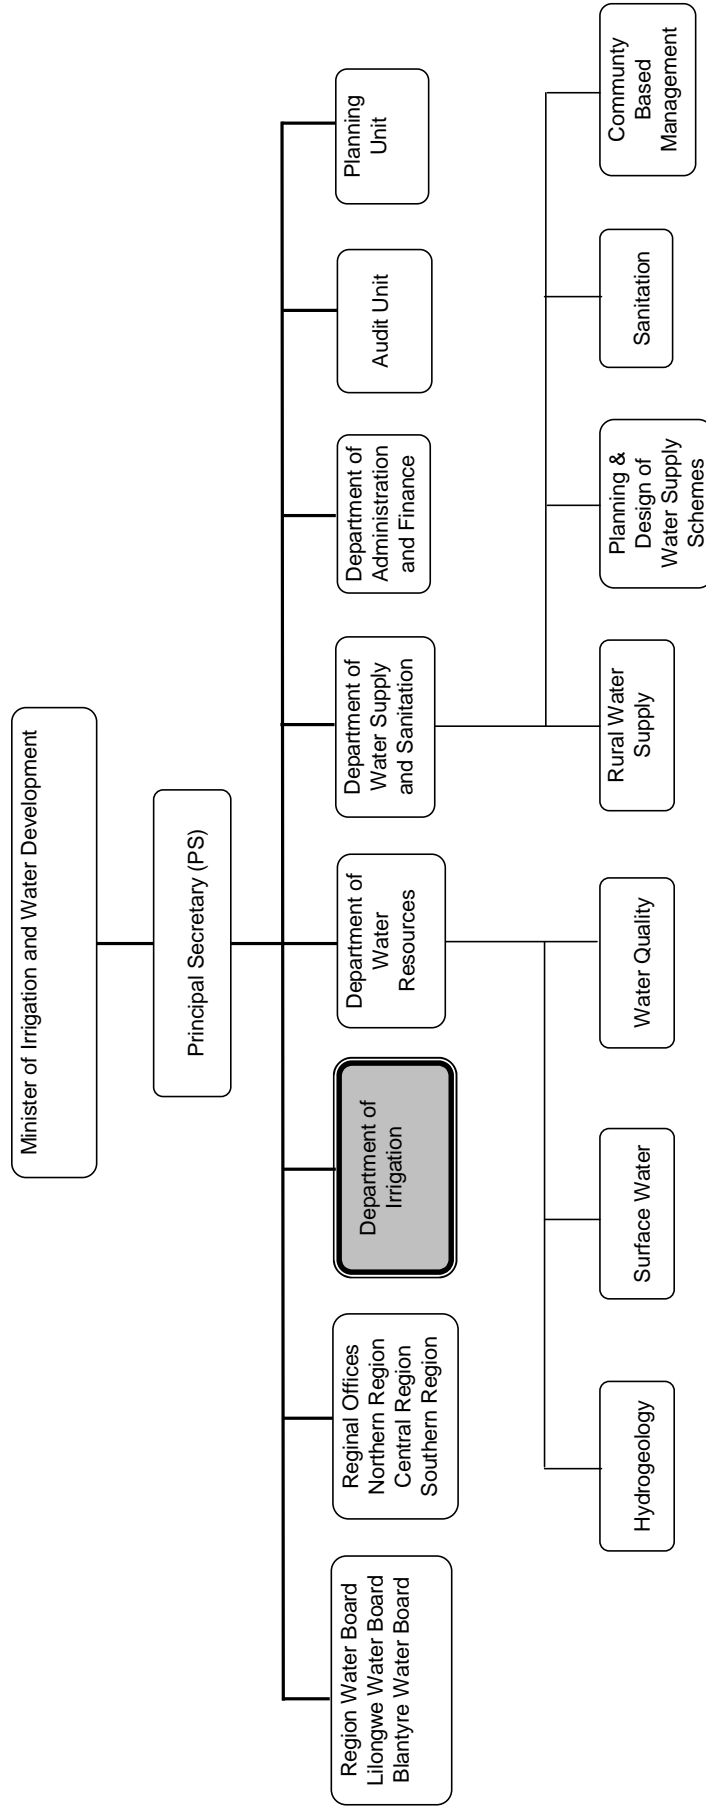 Minister of Irrigation and Water Development
Principal Secretary (PS)
Region Water Board
Lilongwe Water Board
Blantyre Water Board
Reginal Offices
Northern Region
Central Region
Southern Region
Department of
Irrigation
Department of
Water
Resources
Department of
Water Supply
and Sanitation
Department of
Administration
and Finance
Audit Unit
Planning
Unit
Hydrogeology
Surface Water
Water Quality
Rural Water
Supply
Planning &
Design of
Water Supply
Schemes
Sanitation
Communty
Based
Management